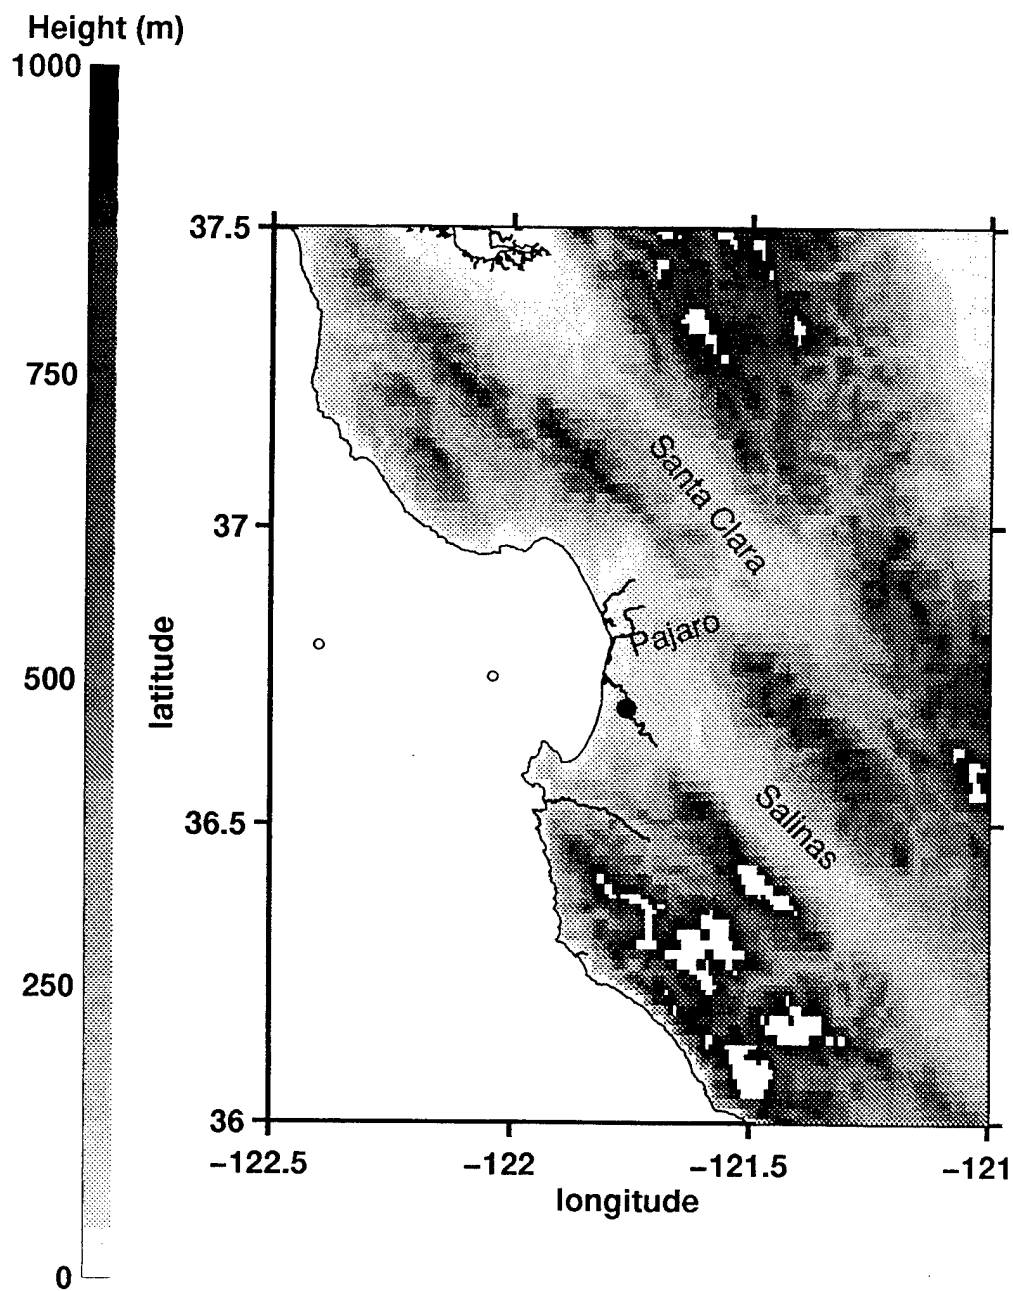 Height (m)
1000
750
500
250
0
37.5
37
36.5
36
latitude
Santa Clara
Pajaro
Salinas
−122.5
−122
−121.5
−121
longitude